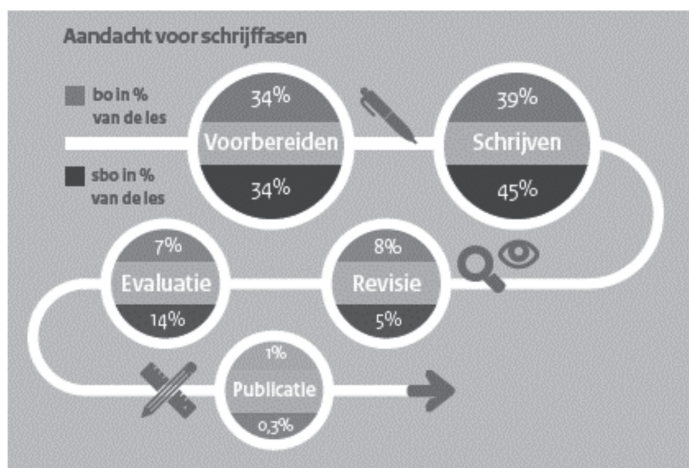 Aandacht voor schrijffasen
bo in %
van de les
sbo in %
van de les
34%
Voorbereiden
34%
39%
Schrijven
45%
8%
Revisie
5%
7%
Evaluatie
14%
1%
Publicatie
0,3%